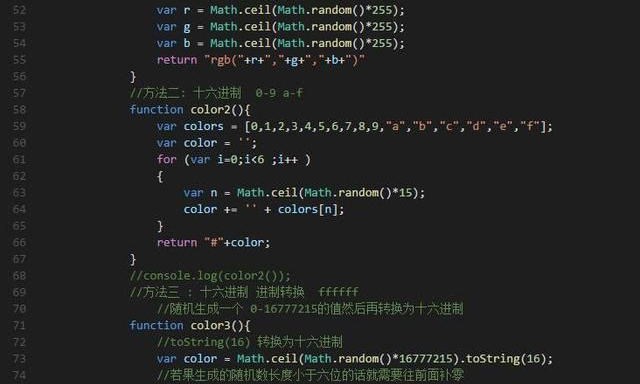 52 var r = Math.ceil(Math.random()*255);
53 var g = Math.ceil(Math.random()*255);
54 var b = Math.ceil(Math.random()*255);
55 return "rgb("+r+","+g+","+b+")"
56 }
57 //方法二: 十六进制  0-9 a-f
58 function color2(){
59 var colors = [0,1,2,3,4,5,6,7,8,9,"a","b","c","d","e","f"];
60 var color = '';
61 for (var i=0;i<6 ;i++ )
62 {
63 var n = Math.ceil(Math.random()*15);
64 color += '' + colors[n];
65 }
66 return "#"+color;
67 }
68 //console.log(color2());
69 //方法三 : 十六进制 进制转换  ffffff
70 //随机生成一个 0-16777215的值然后再转换为十六进制
71 function color3(){
72 //toString(16) 转换为十六进制
73 var color = Math.ceil(Math.random()*16777215).toString(16);
74 //若果生成的随机数长度小于六位的话就需要往前面补零